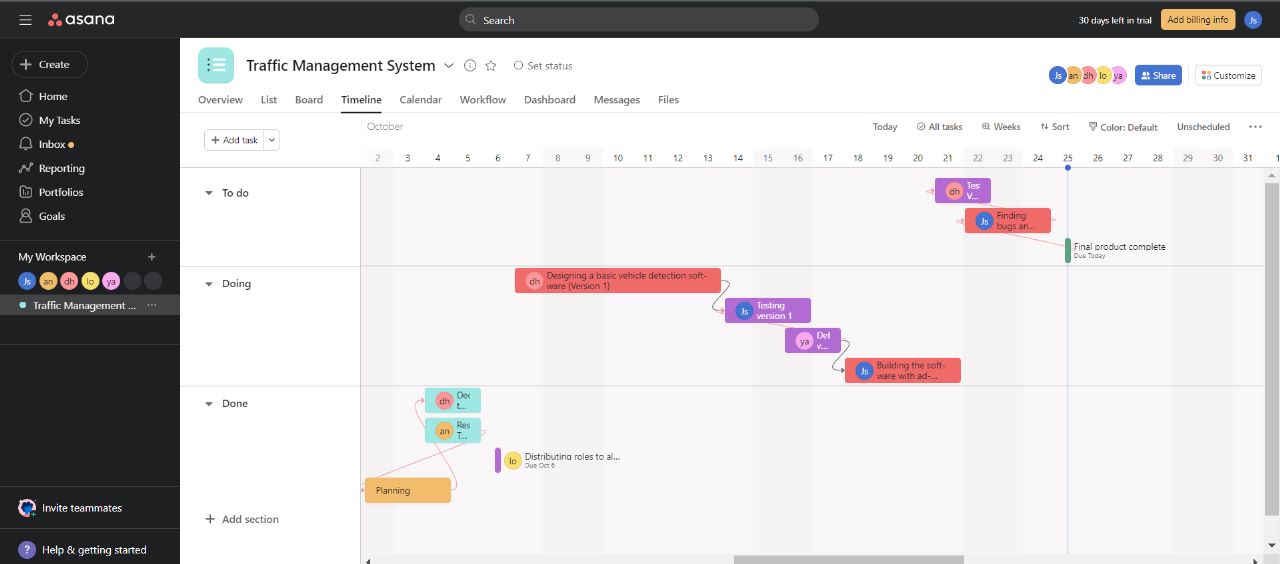 asana
Search
30 days left in trial
Add billing info
Js
Create
Home
My Tasks
Inbox
Reporting
Portfolios
Goals
My Workspace
Js an dh lo ya
Traffic Management ...
Invite teammates
? Help & getting started
Traffic Management System
Set status
Js an dh lo ya
Share
Customize
Overview List Board Timeline Calendar Workflow Dashboard Messages Files
+ Add task
October
Today All tasks Weeks Sort Color: Default Unscheduled ...
2 3 4 5 6 7 8 9 10 11 12 13 14 15 16 17 18 19 20 21 22 23 24 25 26 27 28 29 30 31 1
To do
dh
V...
Js Finding
bugs an...
Final product complete
Due Today
Doing
dh Designing a basic vehicle detection soft-
ware (Version 1)
Js Testing
version 1
ya
v...
Js Building the soft-
ware with ad-...
Done
dh
t...
an Res
T...
lo Distributing roles to al...
Due Oct 6
Planning
+ Add section